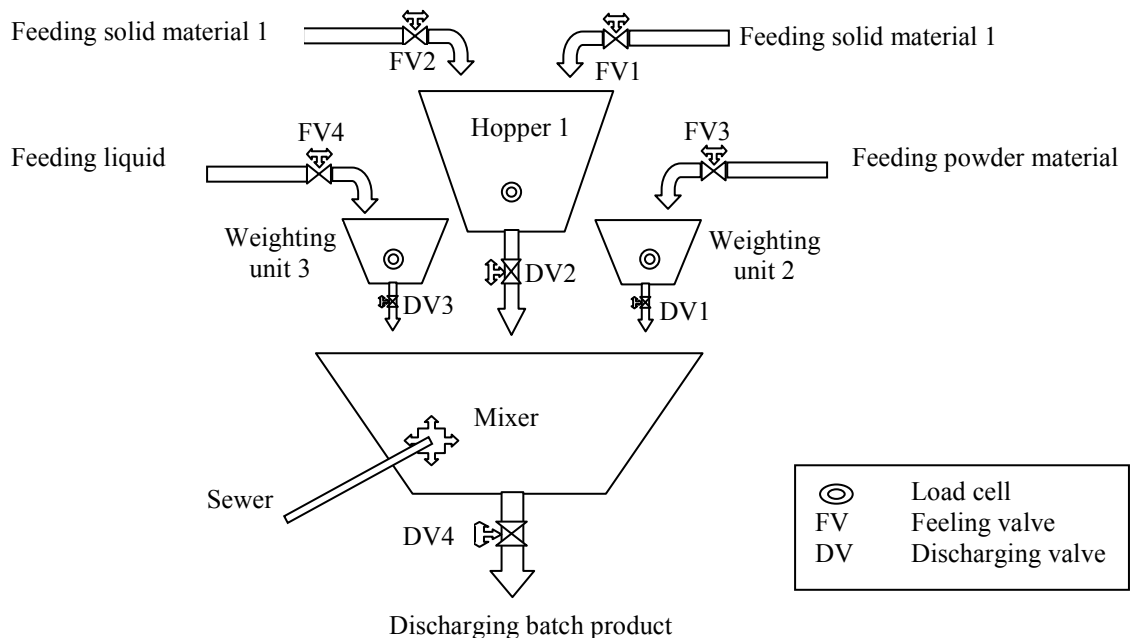 Feeding solid material 1
Feeding solid material 1
FV2
FV1
Hopper 1
FV4
FV3
Feeding liquid
Feeding powder material
Weighting
unit 3
Weighting
unit 2
DV2
DV3
DV1
Mixer
Sewer
DV4
Load cell
FV Feeling valve
DV Discharging valve
Discharging batch product